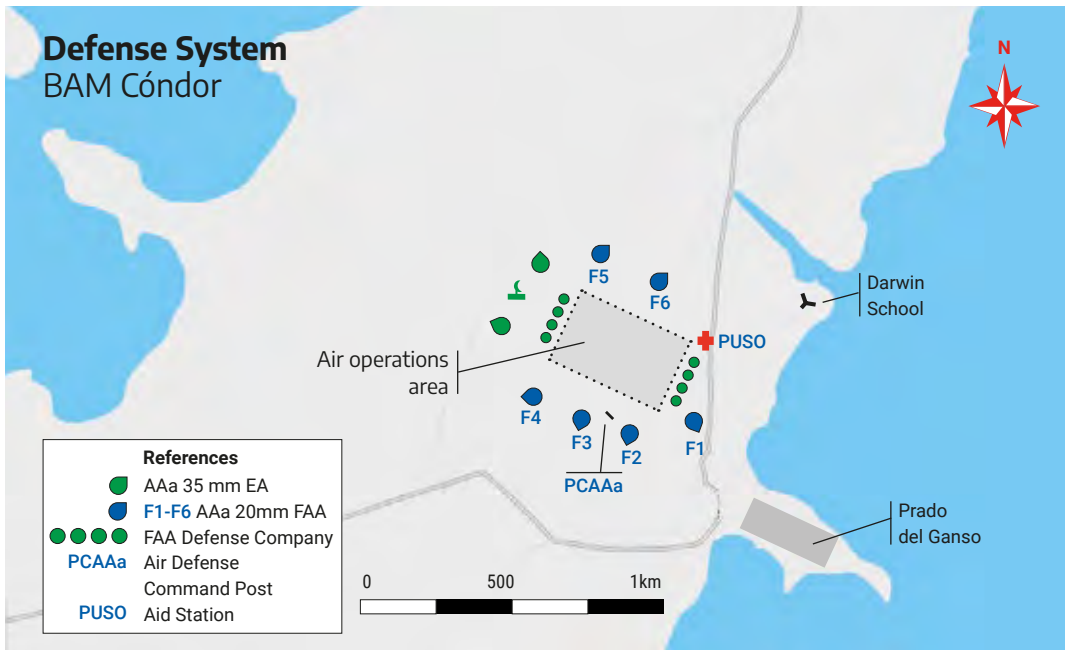 Defense System
BAM Cóndor
N
F5
F6
Darwin
School
PUSO
Air operations
area
F4
F3
F2
F1
PCAAa
References
AAa 35 mm EA
F1-F6 AAa 20mm FAA
FAA Defense Company
PCAAa Air Defense
Command Post
PUSO Aid Station
0 500 1km
Prado
del Ganso